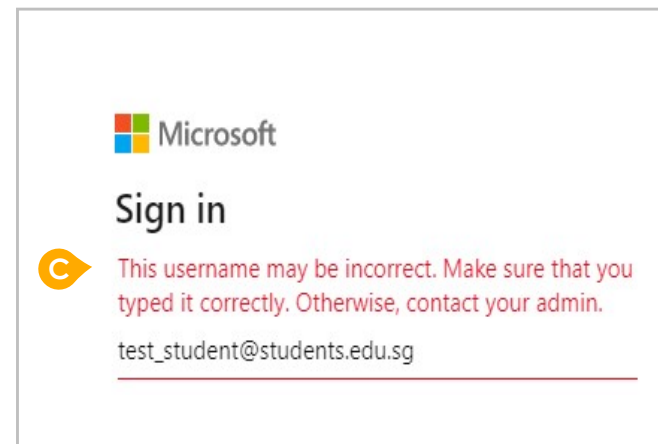 Microsoft
Sign in
C
This username may be incorrect. Make sure that you
typed it correctly. Otherwise, contact your admin.
test_student@students.edu.sg